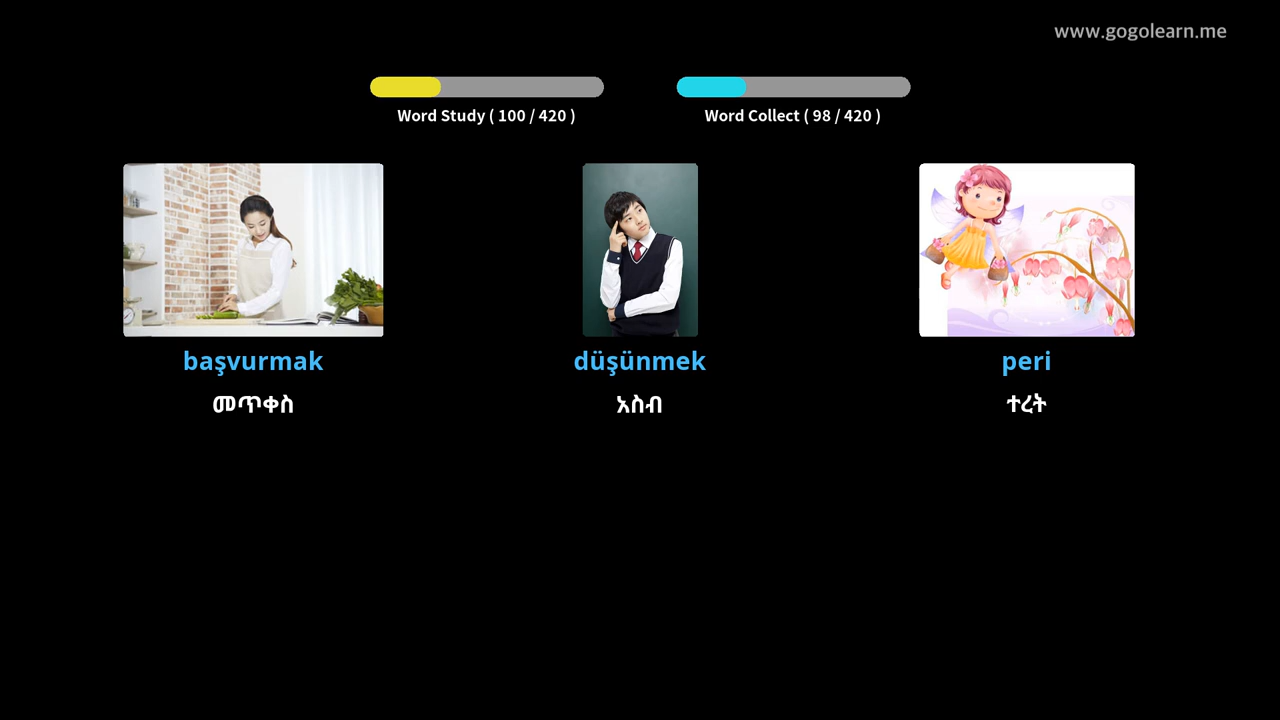 www.gogolearn.me
Word Study ( 100 / 420 )
Word Collect ( 98 / 420 )
başvurmak
düşünmek
peri
መጥቀስ
አስብ
ተረት